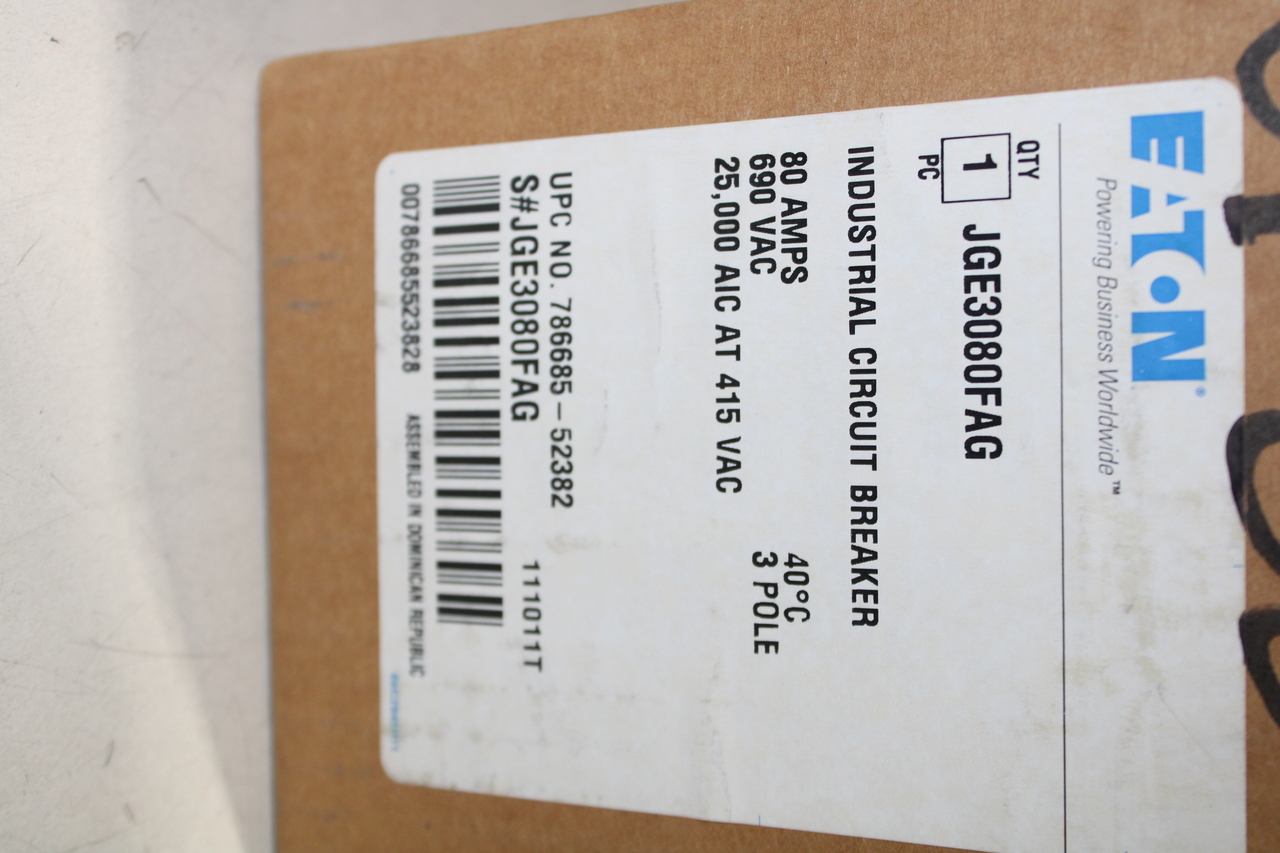 EATON®
Powering Business Worldwide™
QTY
1 JGE3080FAG
PC
INDUSTRIAL CIRCUIT BREAKER
80 AMPS 40°C
690 VAC 3 POLE
25,000 AIC AT 415 VAC
UPC NO. 786685-52382
S#JGE3080FAG 111011T
00786685523828 ASSEMBLED IN DOMINICAN REPUBLIC